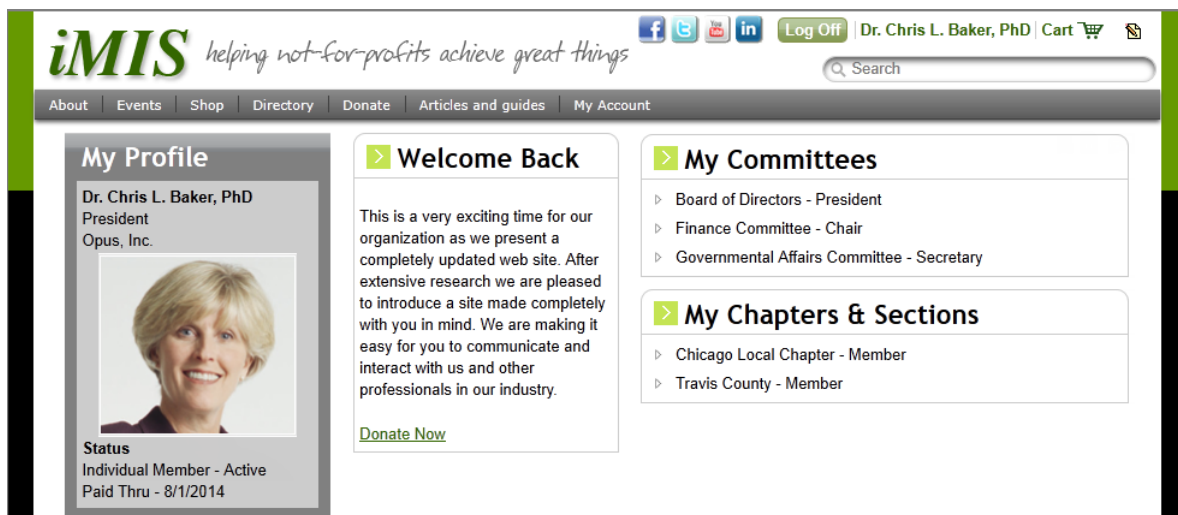 iMIS helping not-for-profits achieve great things
f t You Tube in Log Off Dr. Chris L. Baker, PhD Cart
Search
About Events Shop Directory Donate Articles and guides My Account
My Profile
Dr. Chris L. Baker, PhD
President
Opus, Inc.
Status
Individual Member - Active
Paid Thru - 8/1/2014
Welcome Back
This is a very exciting time for our
organization as we present a
completely updated web site. After
extensive research we are pleased
to introduce a site made completely
with you in mind. We are making it
easy for you to communicate and
interact with us and other
professionals in our industry.
Donate Now
My Committees
Board of Directors - President
Finance Committee - Chair
Governmental Affairs Committee - Secretary
My Chapters & Sections
Chicago Local Chapter - Member
Travis County - Member